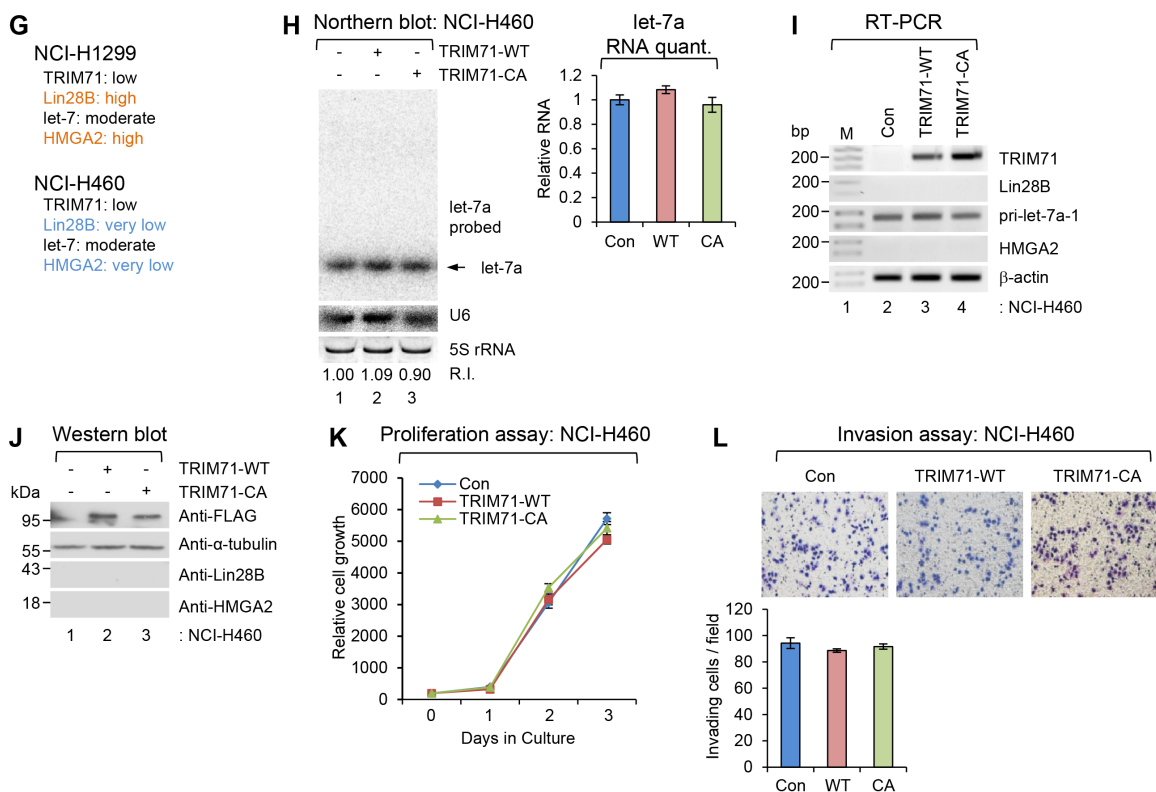 G
NCI-H1299
TRIM71: low
Lin28B: high
let-7: moderate
HMGA2: high
NCI-H460
TRIM71: low
Lin28B: very low
let-7: moderate
HMGA2: very low
H
Northern blot: NCI-H460
- + - TRIM71-WT
- - + TRIM71-CA
let-7a
probed
let-7a
U6
5S rRNA
1.00 1.09 0.90 R.I.
1 2 3
let-7a
RNA quant.
Relative RNA
1.2
1
0.8
0.6
0.4
0.2
0
Con WT CA
I
RT-PCR
bp M Con TRIM71-WT TRIM71-CA
200 TRIM71
200 Lin28B
200 pri-let-7a-1
200 HMGA2
200 β-actin
1 2 3 4 : NCI-H460
J
Western blot
- + - TRIM71-WT
- - + TRIM71-CA
kDa
95 Anti-FLAG
55 Anti-α-tubulin
43 Anti-Lin28B
18 Anti-HMGA2
1 2 3 : NCI-H460
K
Proliferation assay: NCI-H460
Relative cell growth
7000
6000
5000
4000
3000
2000
1000
0
Con
TRIM71-WT
TRIM71-CA
0 1 2 3
Days in Culture
L
Invasion assay: NCI-H460
Con TRIM71-WT TRIM71-CA
Invading cells / field
120
100
80
60
40
20
0
Con WT CA